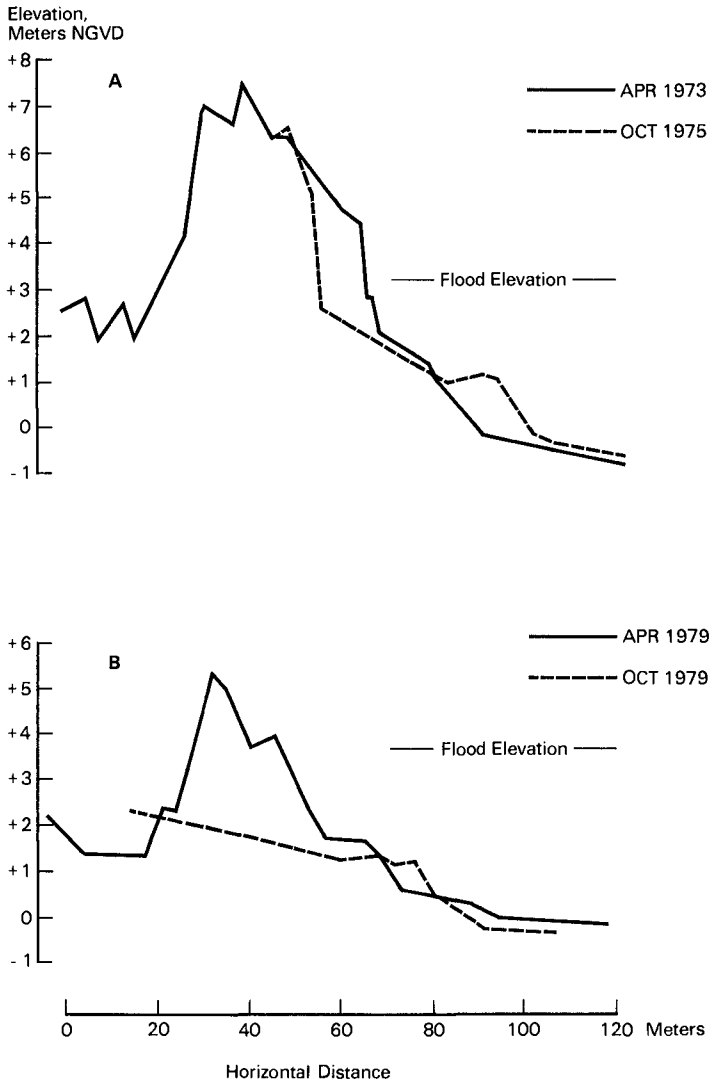 Elevation,
Meters NGVD
+8
A
APR 1973
+7
OCT 1975
+6
+5
+4
Flood Elevation
+3
+2
+1
0
- 1
+6
B
APR 1979
+5
OCT 1979
+4
Flood Elevation
+3
+2
+1
0
- 1
0 20 40 60 80 100 120 Meters
Horizontal Distance